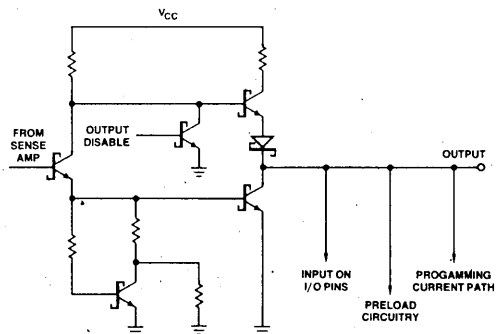 VCC
FROM
SENSE
AMP
OUTPUT
DISABLE
OUTPUT
INPUT ON
I/O PINS
PRELOAD
CIRCUITRY
PROGAMMING
CURRENT PATH